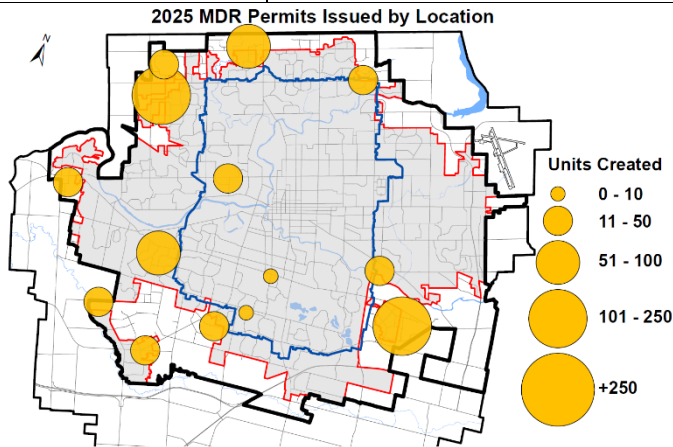 2025 MDR Permits Issued by Location
N
Units Created
0 - 10
11 - 50
51 - 100
101 - 250
+250